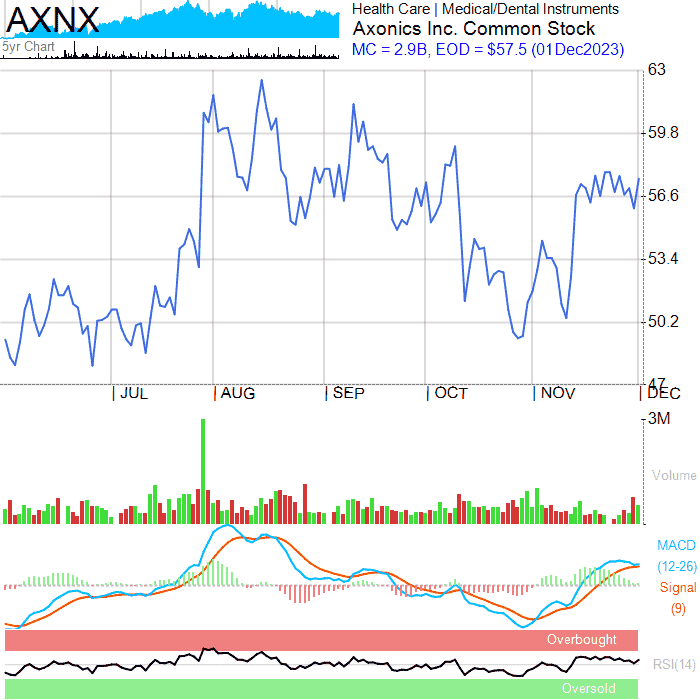 AXNX
5yr Chart
Health Care | Medical/Dental Instruments
Axonics Inc. Common Stock
MC = 2.9B, EOD = $57.5 (01Dec2023)
63
59.8
56.6
53.4
50.2
47
JUL
AUG
SEP
OCT
NOV
DEC
3M
Volume
MACD
(12-26)
Signal
(9)
Overbought
RSI(14)
Oversold